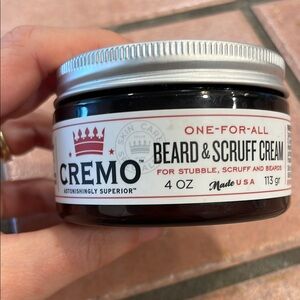 CREMO™
ASTONISHINGLY SUPERIOR™
ONE-FOR-ALL
BEARD & SCRUFF CREAM
FOR STUBBLE, SCRUFF AND BEARDS
4 OZ Made USA 113 gr